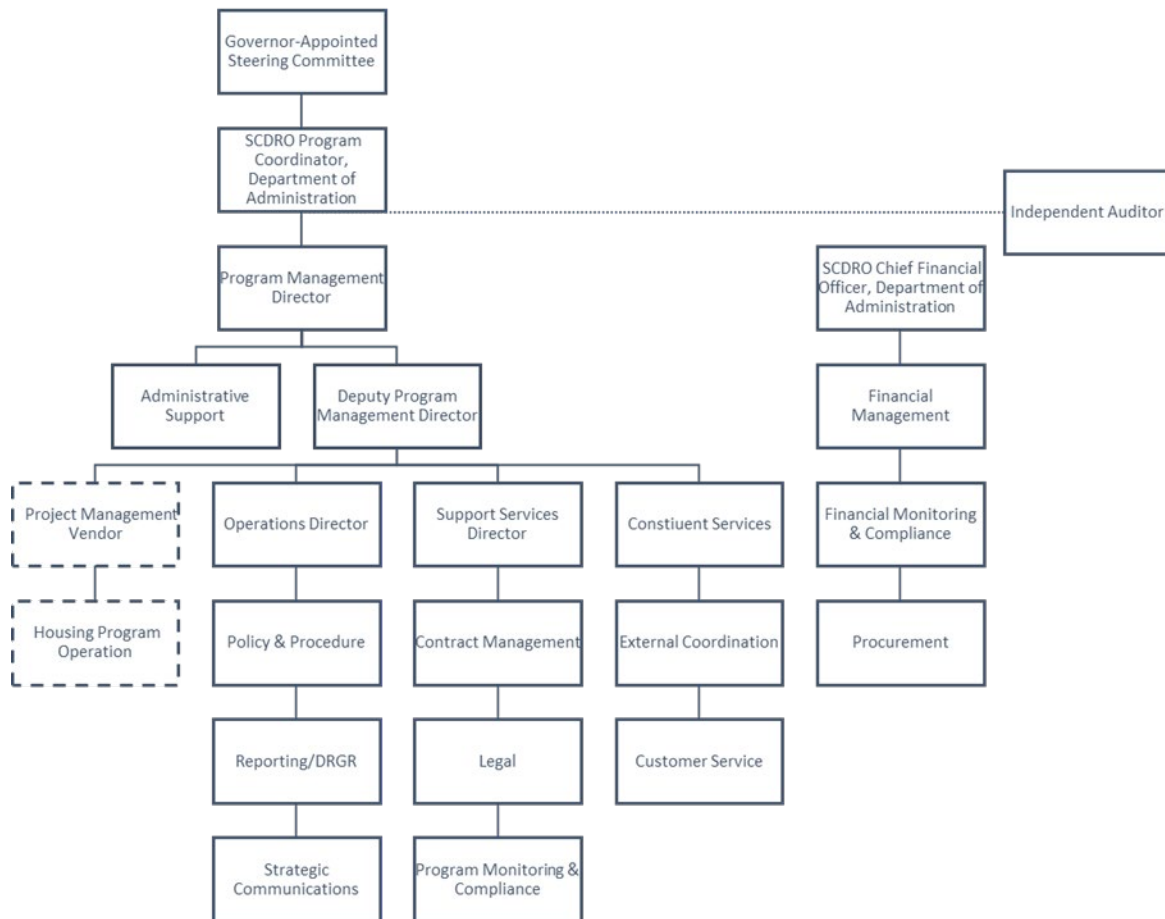 Governor-Appointed
Steering Committee
SCDRO Program
Coordinator,
Department of
Administration
Independent Auditor
Program Management
Director
SCDRO Chief Financial
Officer, Department of
Administration
Administrative
Support
Deputy Program
Management Director
Financial
Management
Project Management
Vendor
Operations Director
Support Services
Director
Constiuent Services
Financial Monitoring
& Compliance
Housing Program
Operation
Policy & Procedure
Contract Management
External Coordination
Procurement
Reporting/DRGR
Legal
Customer Service
Strategic
Communications
Program Monitoring &
Compliance